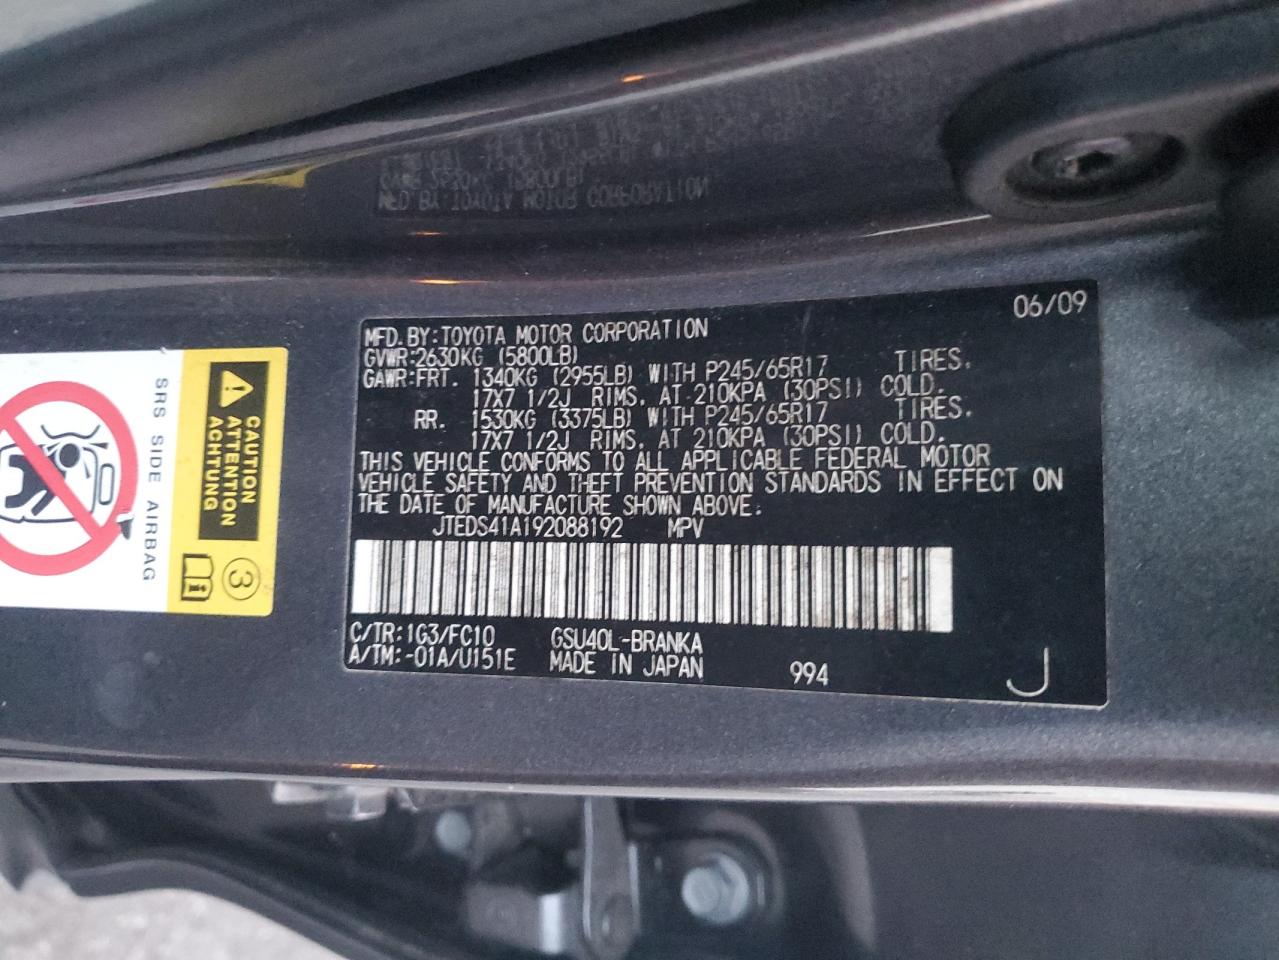 06/09
MFD.BY:TOYOTA MOTOR CORPORATION
GVWR:2630KG (5800LB)
GAWR:FRT. 1340KG (2955LB) WITH P245/65R17 TIRES.
17X7 1/2J RIMS. AT 210KPA (30PSI) COLD.
RR. 1530KG (3375LB) WITH P245/65R17 TIRES.
17X7 1/2J RIMS. AT 210KPA (30PSI) COLD.
THIS VEHICLE CONFORMS TO ALL APPLICABLE FEDERAL MOTOR
VEHICLE SAFETY AND THEFT PREVENTION STANDARDS IN EFFECT ON
THE DATE OF MANUFACTURE SHOWN ABOVE.
JTEDS41A192088192 MPV
C/TR:1G3/FC10 GSU40L-BRANKA
A/TM:-01A/U151E MADE IN JAPAN 994 J
CAUTION
ATTENTION
ACHTUNG
3
SRS SIDE AIRBAG